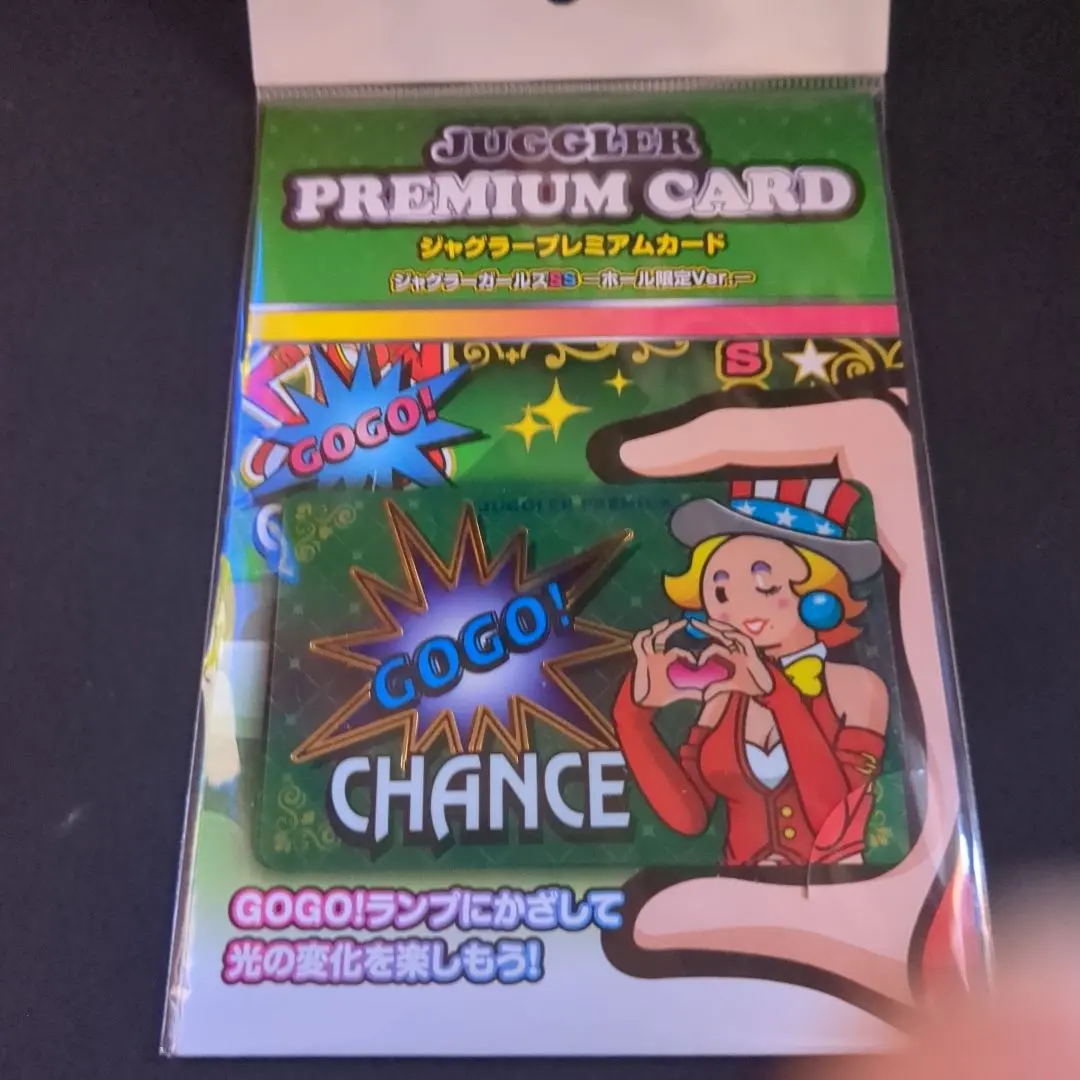 JUGGLER
PREMIUM CARD
ジャグラープレミアムカード
ジャグラーガールズSS ーホール限定Ver.ー
S
GOGO!
JUGGLER PREMIUM
GOGO!
CHANCE
GOGO!ランプにかざして
光の変化を楽しもう!